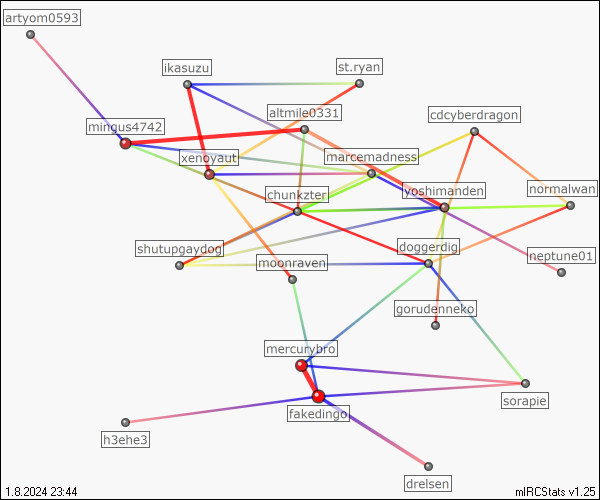 artyom0593
ikasuzu
st.ryan
altmile0331
cdcyberdragon
mingus4742
xenoyaut
marcemadness
chunkzter
yoshimanden
normalwan
shutupgaydog
doggerdig
moonraven
neptune01
gorudenneko
mercurybro
fakedingo
sorapie
h3ehe3
drelsen
1.8.2024 23:44
mIRCStats v1.25